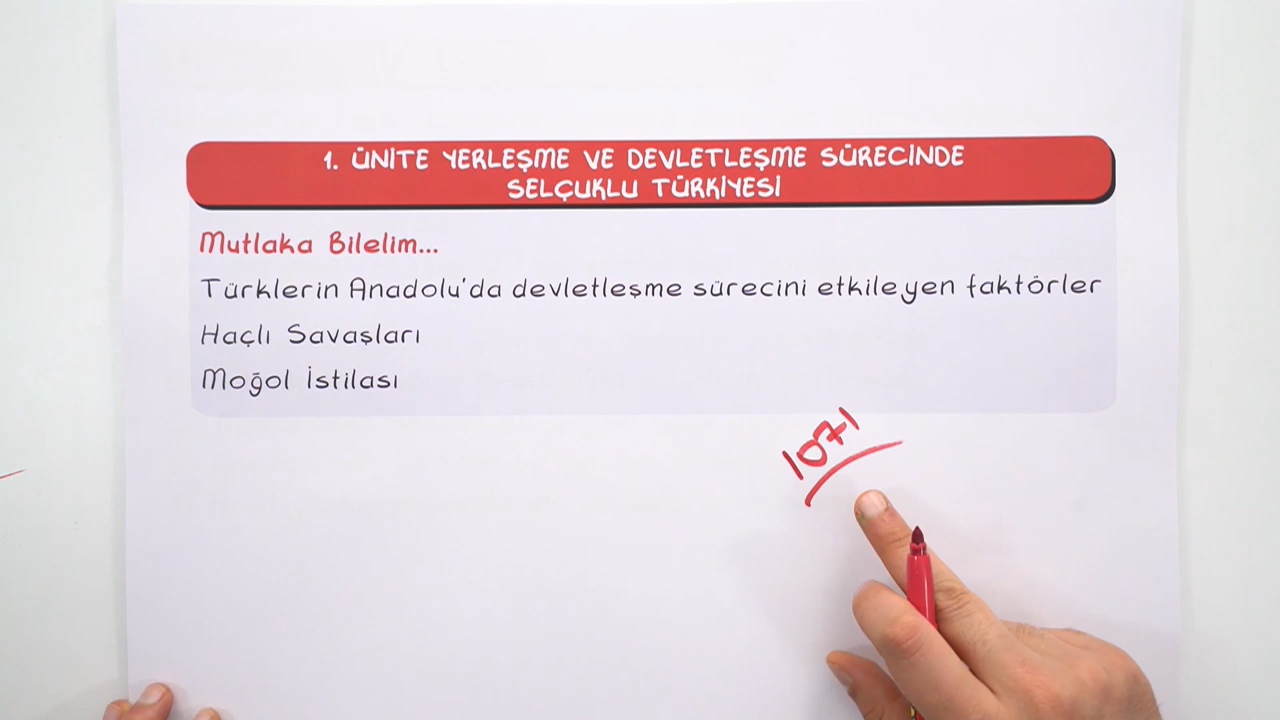 1. ÜNİTE YERLEŞME VE DEVLETLEŞME SÜRECİNDE
SELÇUKLU TÜRKİYESİ
Mutlaka Bilelim...
Türklerin Anadolu'da devletleşme sürecini etkileyen faktörler
Haçlı Savaşları
Moğol İstilası
1071